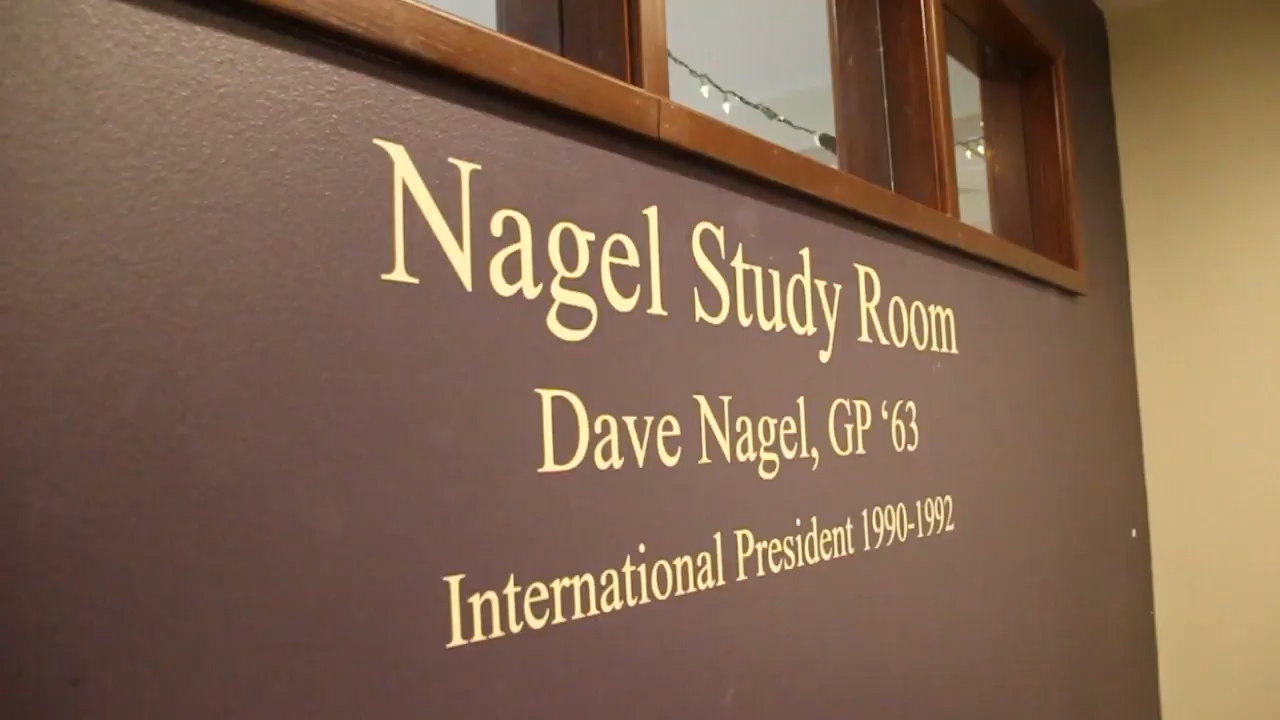 Nagel Study Room
Dave Nagel, GP ‘63
International President 1990-1992